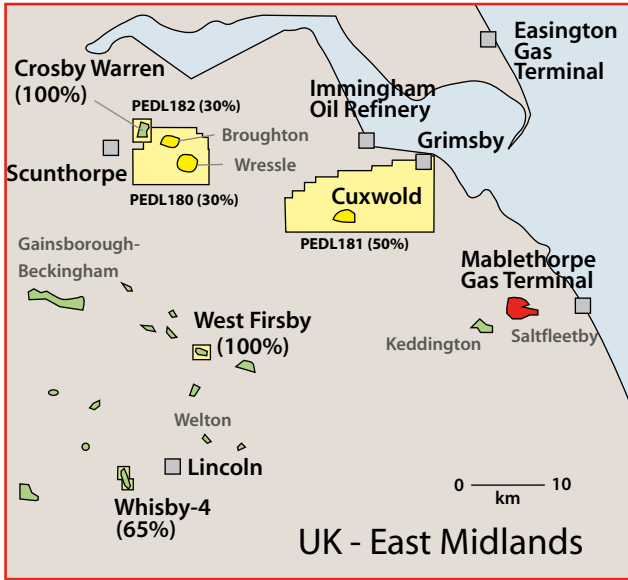 Easington
Gas
Terminal
Crosby Warren
(100%)
PEDL182 (30%)
Immingham
Oil Refinery
Broughton
Grimsby
Wressle
Scunthorpe
Cuxwold
PEDL180 (30%)
PEDL181 (50%)
Gainsborough-
Beckingham
Mablethorpe
Gas Terminal
West Firsby
(100%)
Keddington
Saltfleetby
Welton
Lincoln
0 10
km
Whisby-4
(65%)
UK - East Midlands